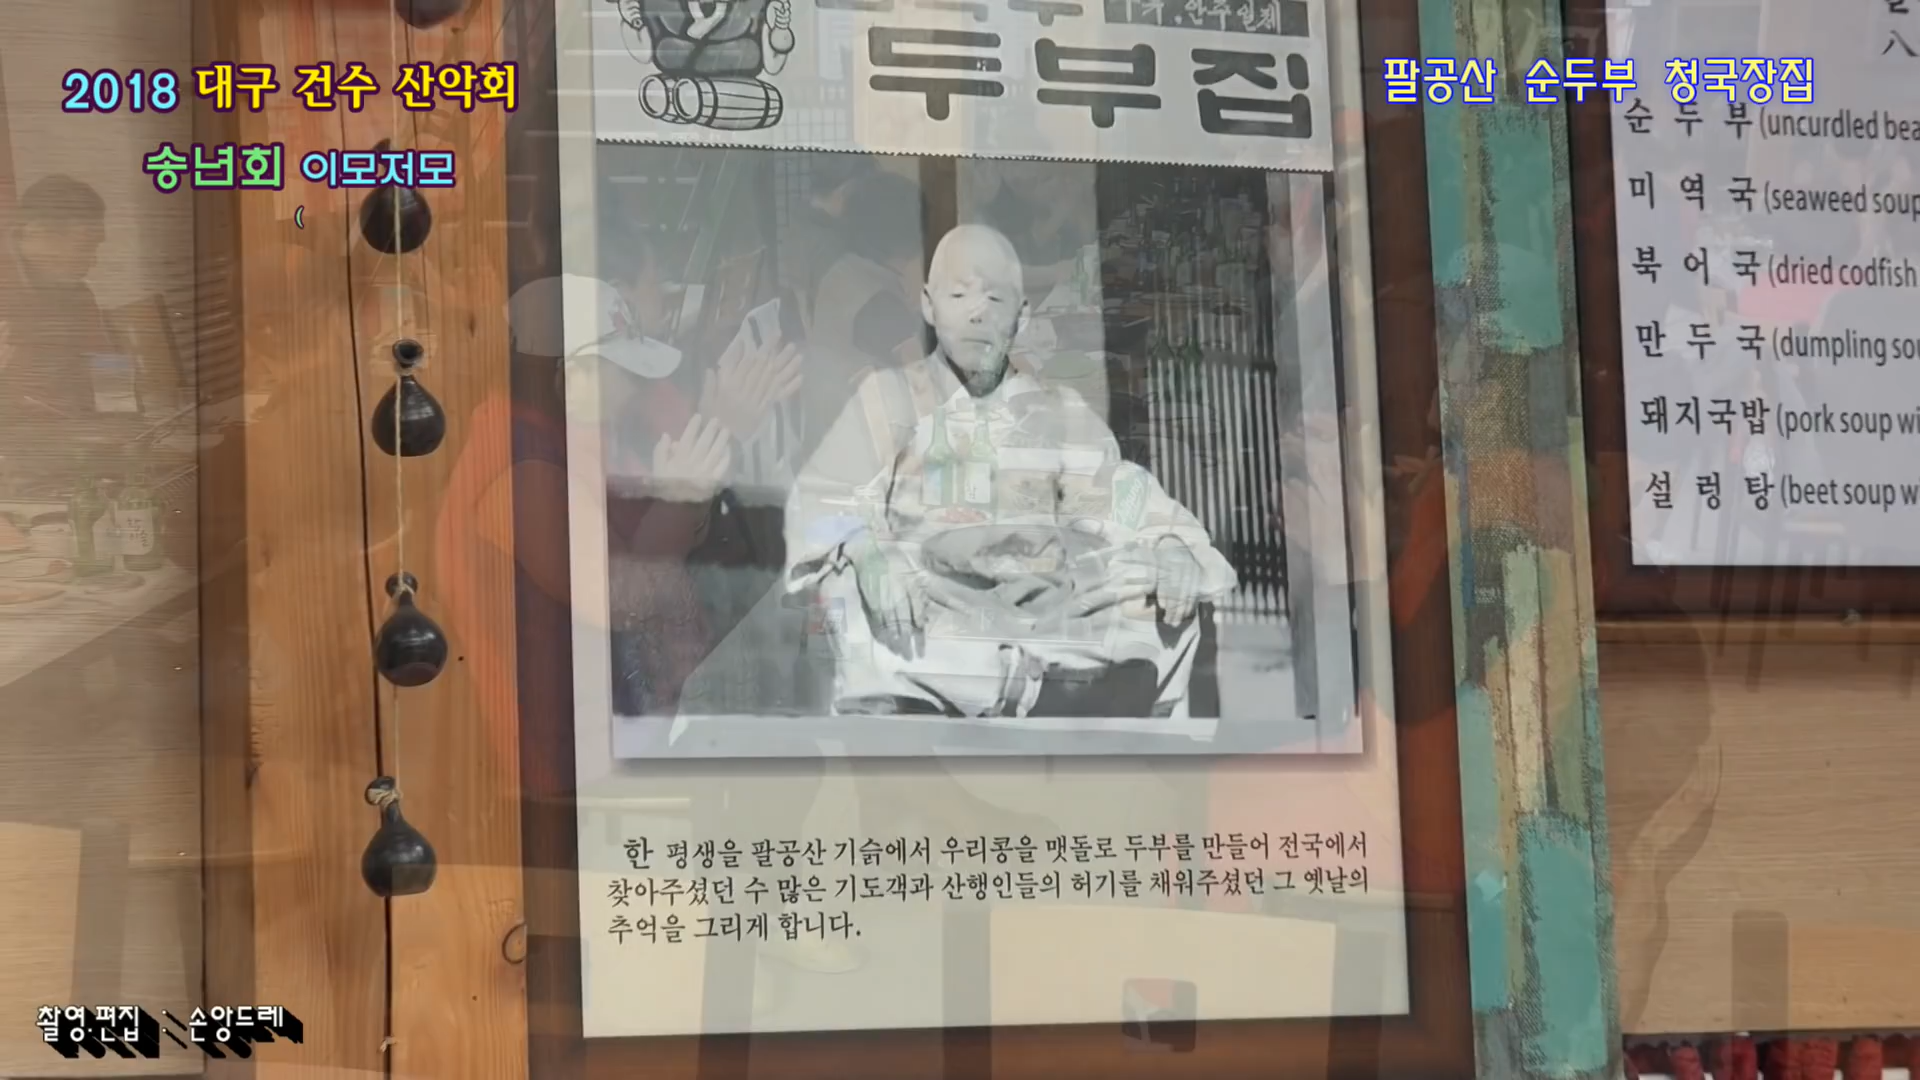 2018 대구 건수 산악회
송년회 이모저모
(
팔공산 순두부 청국장집
두부집
순두부 (uncurdled
미역국 (seaweed soup
북어국 (dried codfish
만두국 (dumpling
돼지국밥 (pork soup
설렁탕 (beet soup
한 평생을 팔공산 기슭에서 우리콩을 맷돌로 두부를 만들어 전국에서
찾아주셨던 수 많은 기도객과 산행인들의 허기를 채워주셨던 그 옛날의
추억을 그리게 합니다.
촬영.편집 : 손앙드레